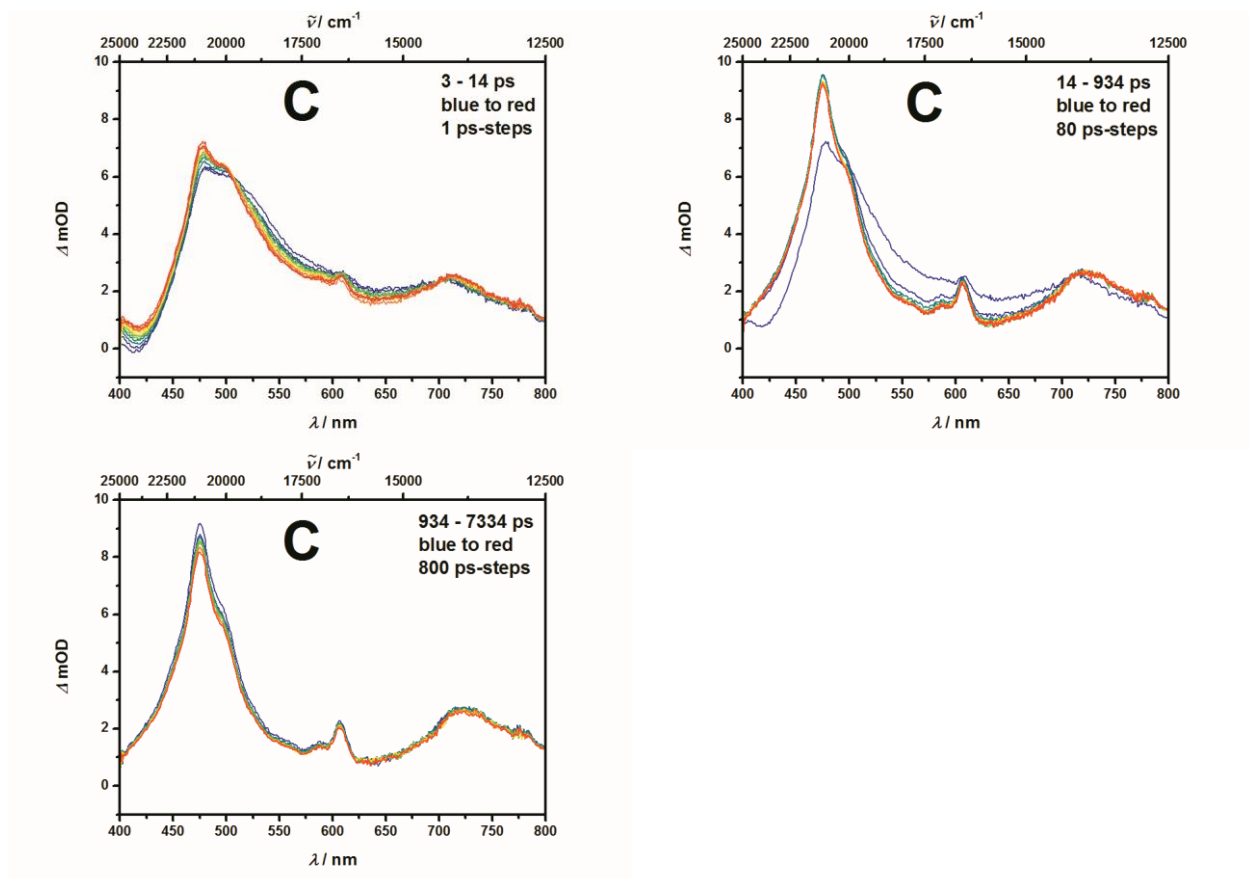 ṽ / cm⁻¹
25000 22500 20000 17500 15000 12500
C
3 - 14 ps
blue to red
1 ps-steps
10
8
6
4
2
0
Δ mOD
400 450 500 550 600 650 700 750 800
λ / nm
ṽ / cm⁻¹
25000 22500 20000 17500 15000 12500
C
14 - 934 ps
blue to red
80 ps-steps
10
8
6
4
2
0
Δ mOD
400 450 500 550 600 650 700 750 800
λ / nm
ṽ / cm⁻¹
25000 22500 20000 17500 15000 12500
C
934 - 7334 ps
blue to red
800 ps-steps
10
8
6
4
2
0
Δ mOD
400 450 500 550 600 650 700 750 800
λ / nm